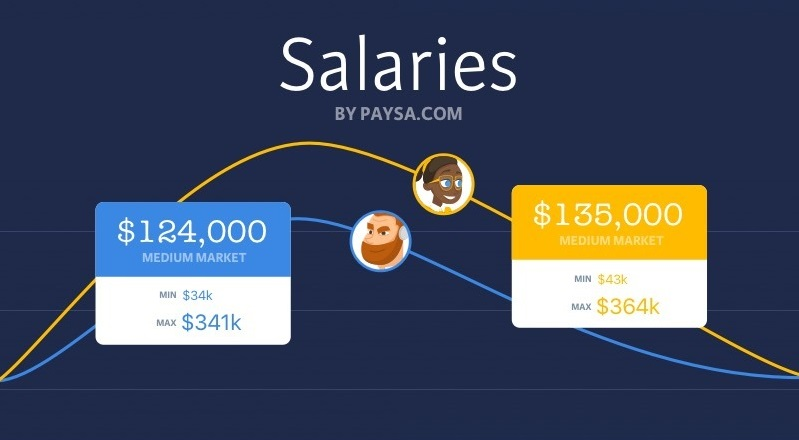 Salaries
BY PAYSA.COM
$124,000
MEDIUM MARKET
MIN $34k
MAX $341k
$135,000
MEDIUM MARKET
MIN $43k
MAX $364k